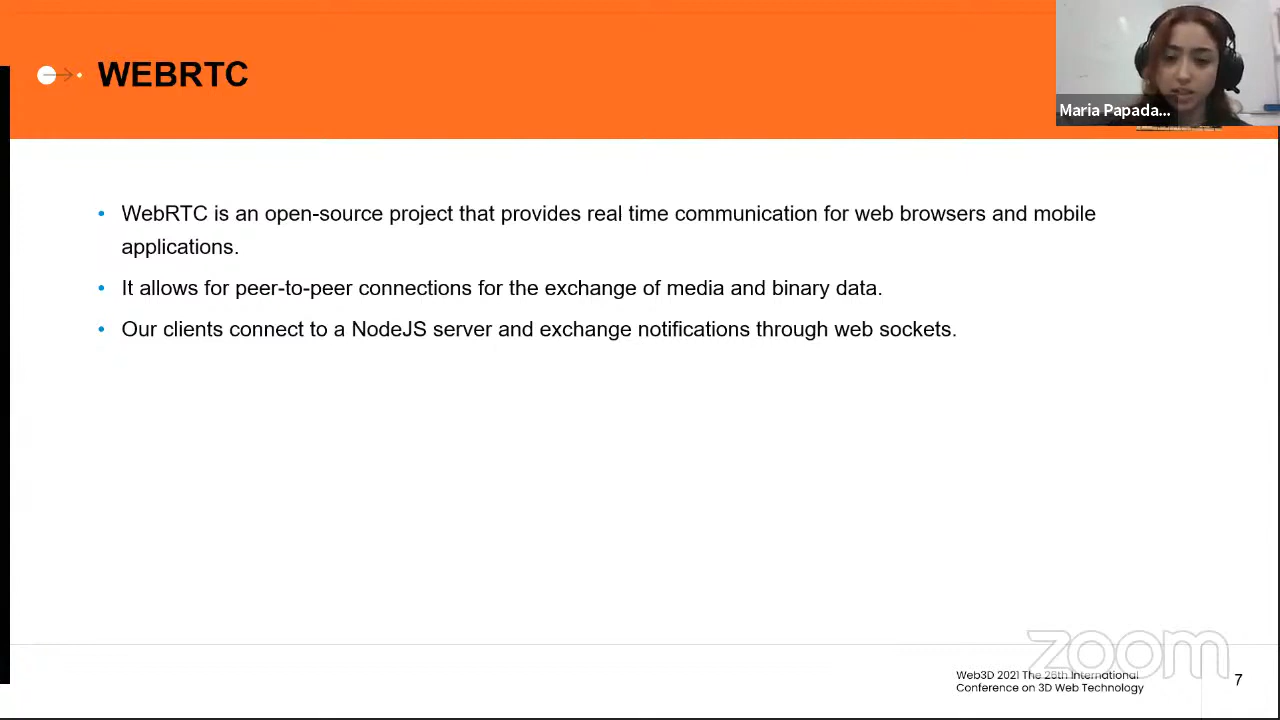 WEBRTC
Maria Papada...
• WebRTC is an open-source project that provides real time communication for web browsers and mobile
applications.
• It allows for peer-to-peer connections for the exchange of media and binary data.
• Our clients connect to a NodeJS server and exchange notifications through web sockets.
zoom
Web3D 2021 The 26th International
Conference on 3D Web Technology
7